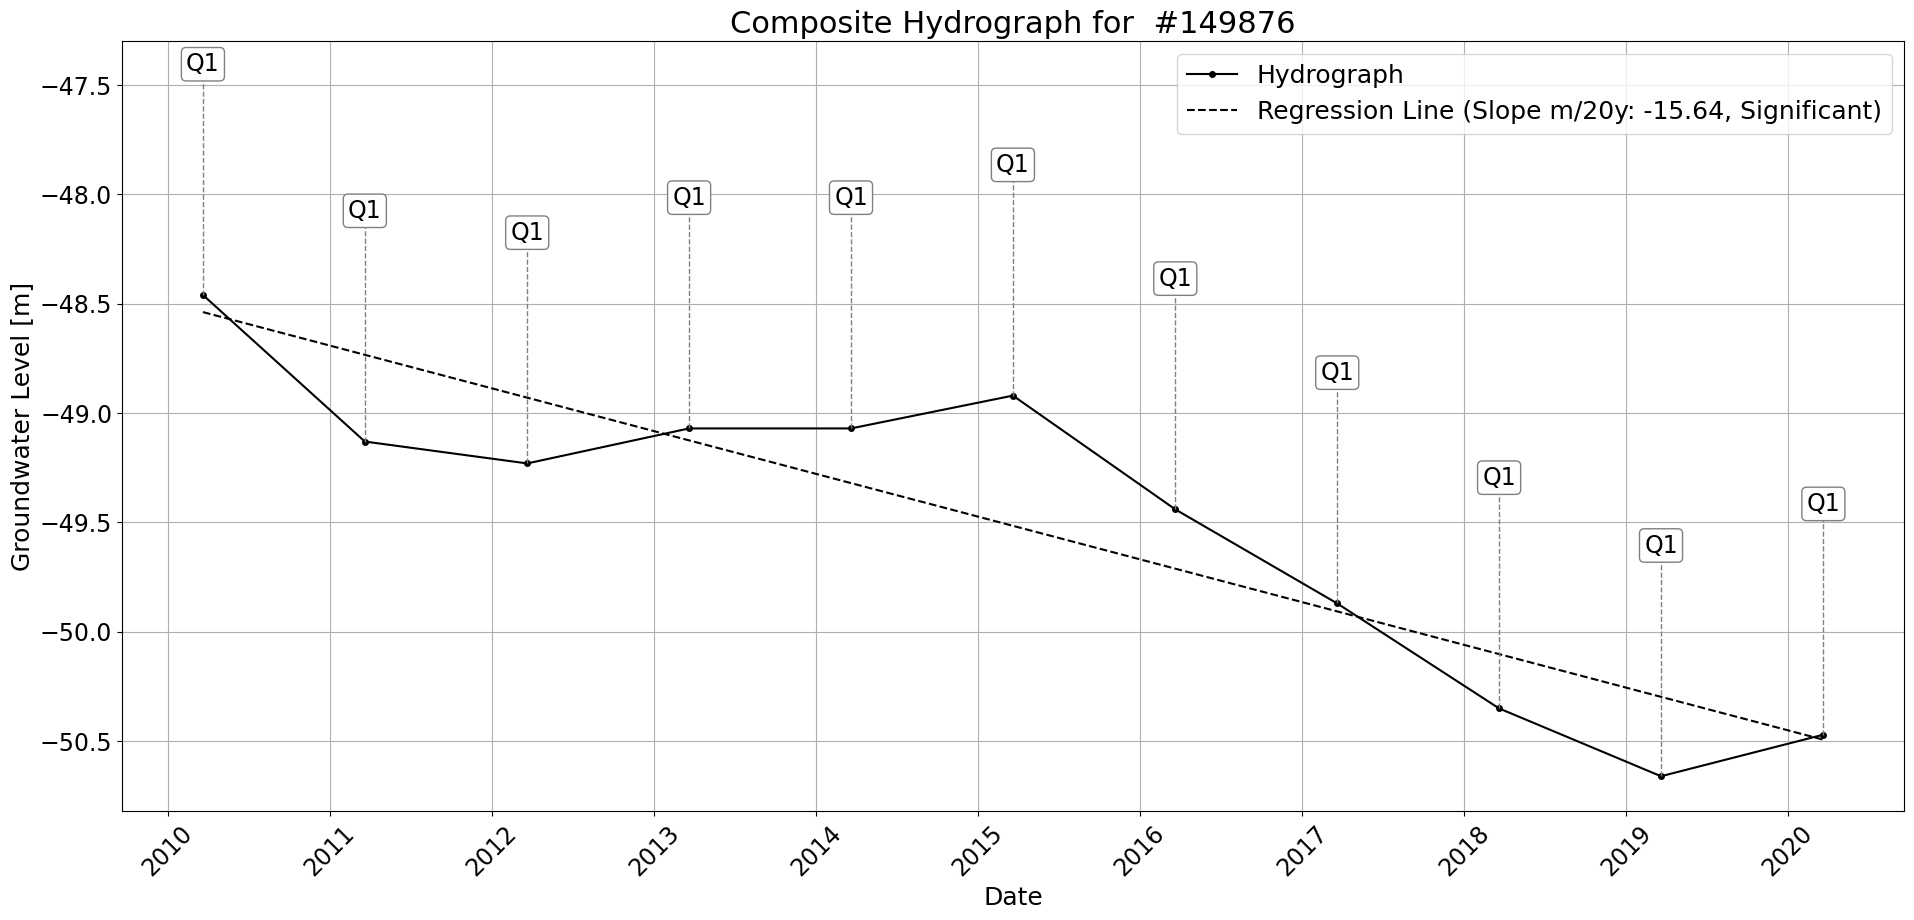 Composite Hydrograph for  #149876
Hydrograph
Regression Line (Slope m/20y: -15.64, Significant)
Q1
Q1
Q1
Q1
Q1
Q1
Q1
Q1
Q1
Q1
Q1
−47.5
−48.0
−48.5
−49.0
−49.5
−50.0
−50.5
Groundwater Level [m]
2010
2011
2012
2013
2014
2015
2016
2017
2018
2019
2020
Date